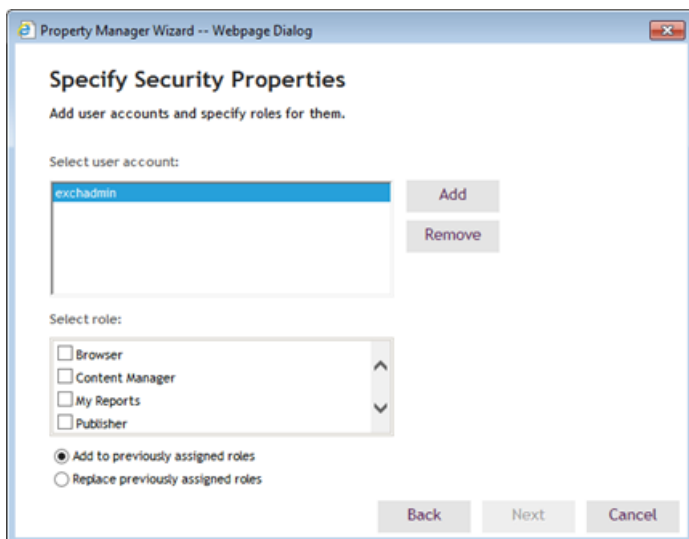 Property Manager Wizard -- Webpage Dialog
Specify Security Properties
Add user accounts and specify roles for them.
Select user account:
exchadmin
Add
Remove
Select role:
Browser
Content Manager
My Reports
Publisher
Add to previously assigned roles
Replace previously assigned roles
Back Next Cancel